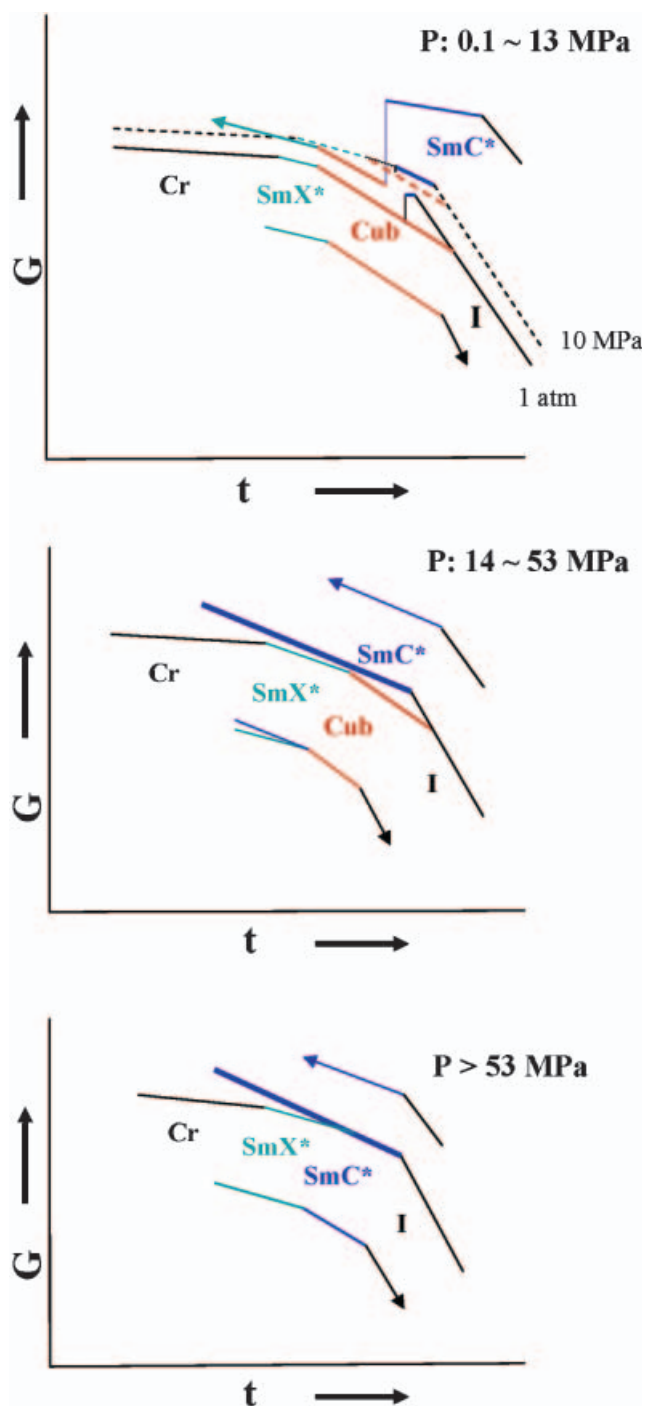 P: 0.1 ~ 13 MPa
SmC*
Cr
SmX*
Cub
G
I
10 MPa
1 atm
t
P: 14 ~ 53 MPa
SmC*
Cr
SmX*
Cub
G
I
t
P > 53 MPa
Cr
SmX*
SmC*
I
G
t